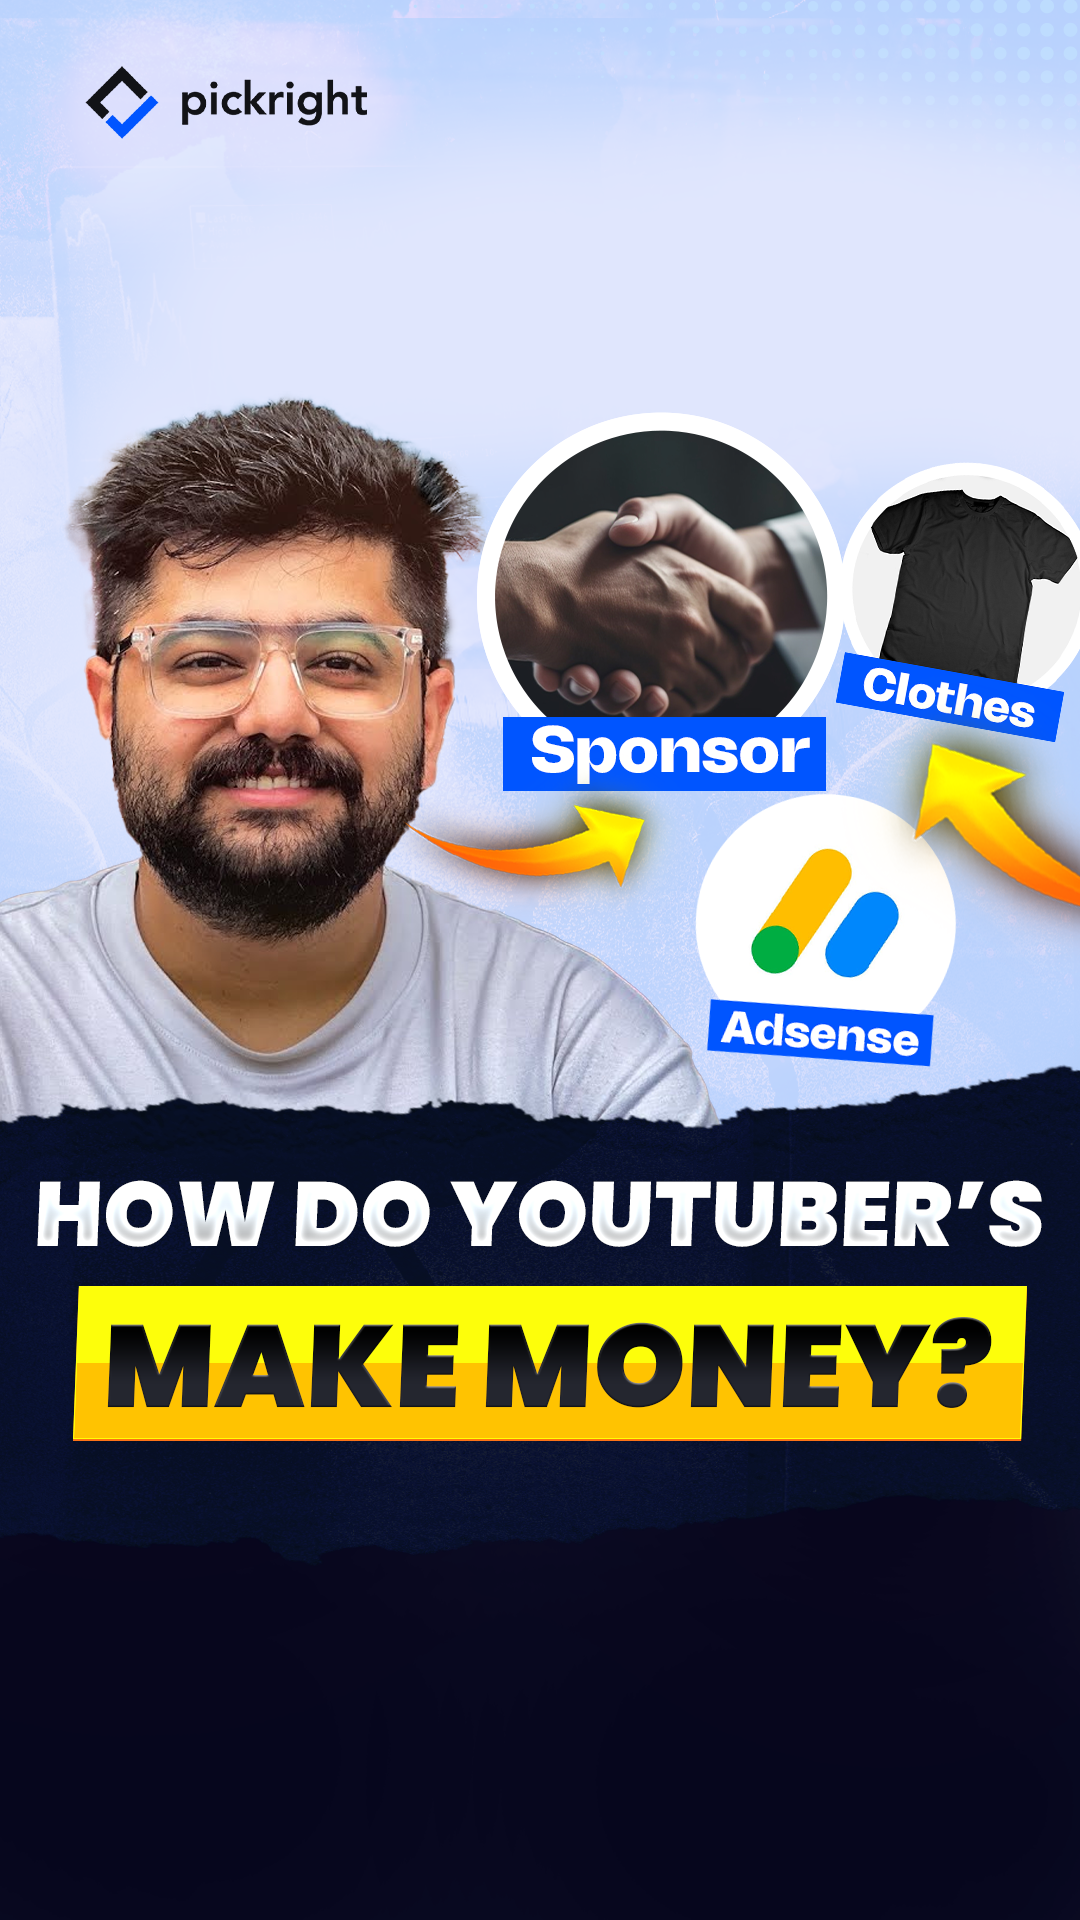 pickright
Clothes
Sponsor
Adsense
HOW DO YOUTUBER’S
MAKE MONEY?